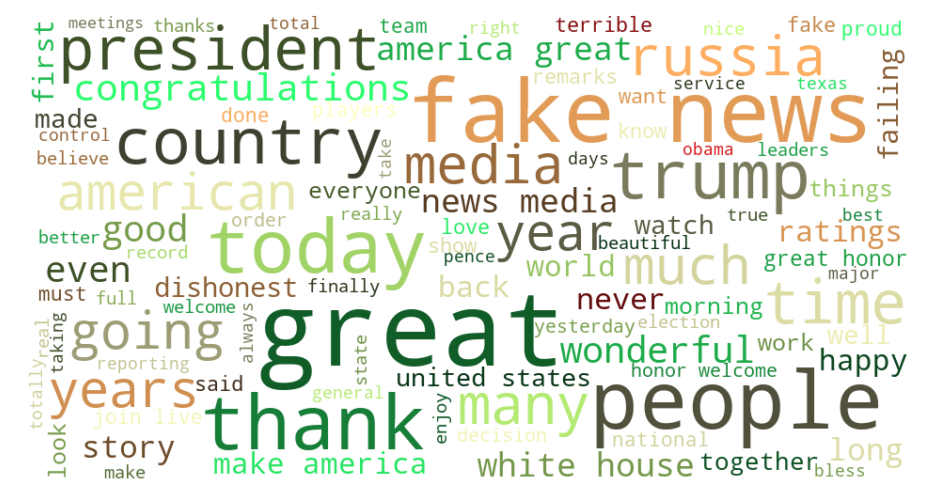 meetings thanks total team right terrible nice fake proud
first president america great russia
congratulations remarks want service texas failing
made done players fake news
control country know obama leaders
believe take media days trump
american everyone news media things
order really love year watch true best
better good today show beautiful ratings
record pence world much great honor
even dishonest finally back major
must full never morning time
welcome great yesterday election well
totally real taking going always wonderful work happy
reporting state honor welcome
years said united states people
general many
join live thank enjoy decision national
look story long
make make america white house together bless